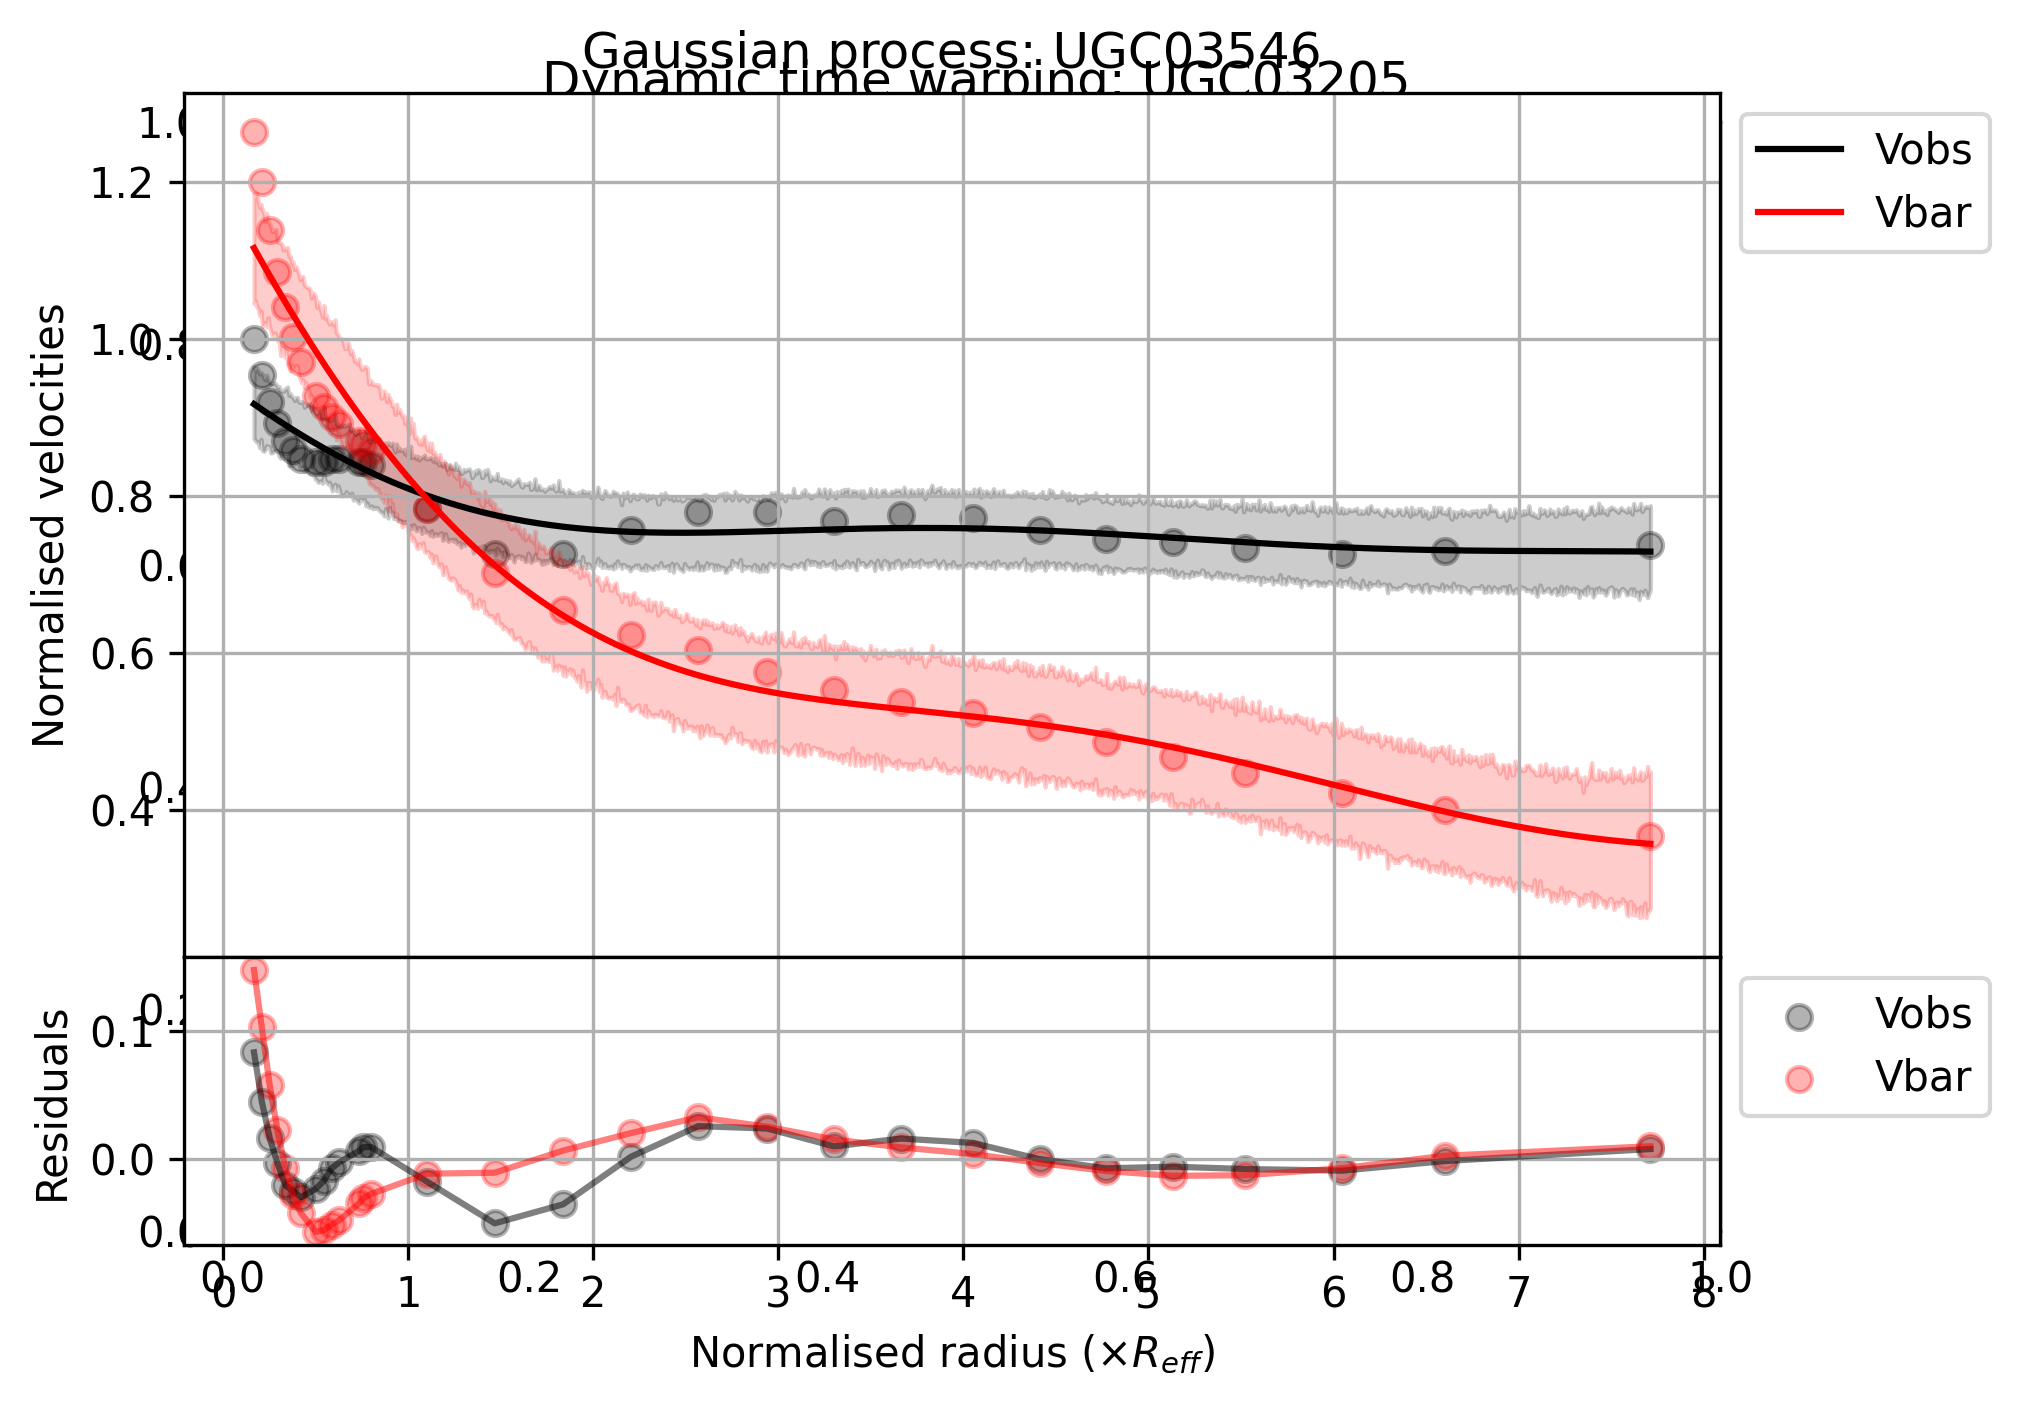 Gaussian process: UGC03546
Dynamic time warping: UGC03205
Normalised velocities
1.2
1.0
0.8
0.6
0.4
Vobs
Vbar
Residuals
0.1
0.0
Vobs
Vbar
0.0 0.2 0.4 0.6 0.8 1.0
0 1 2 3 4 5 6 7 8
Normalised radius (×R_eff)